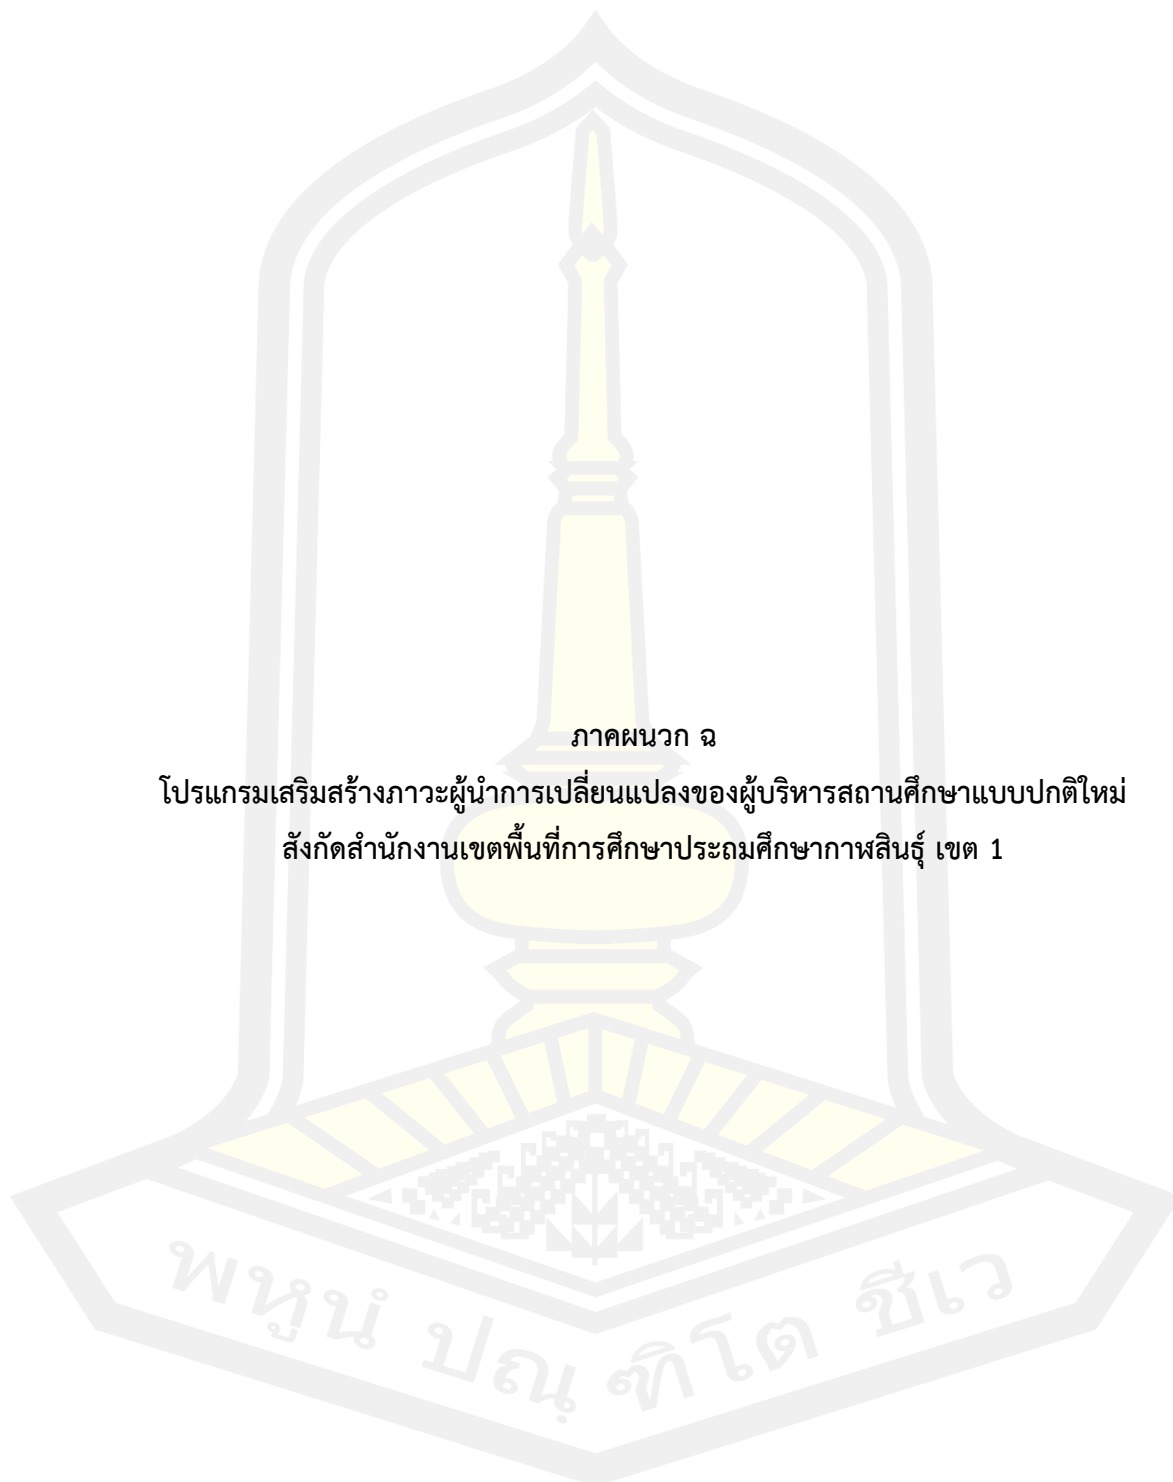 ภาคผนวก ฉ
โปรแกรมเสริมสร้างภาวะผู้นำการเปลี่ยนแปลงของผู้บริหารสถานศึกษาแบบปกติใหม่
สังกัดสำนักงานเขตพื้นที่การศึกษาประถมศึกษากาฬสินธุ์ เขต 1
พหูนํ ปณฺฑิโต ชีเว